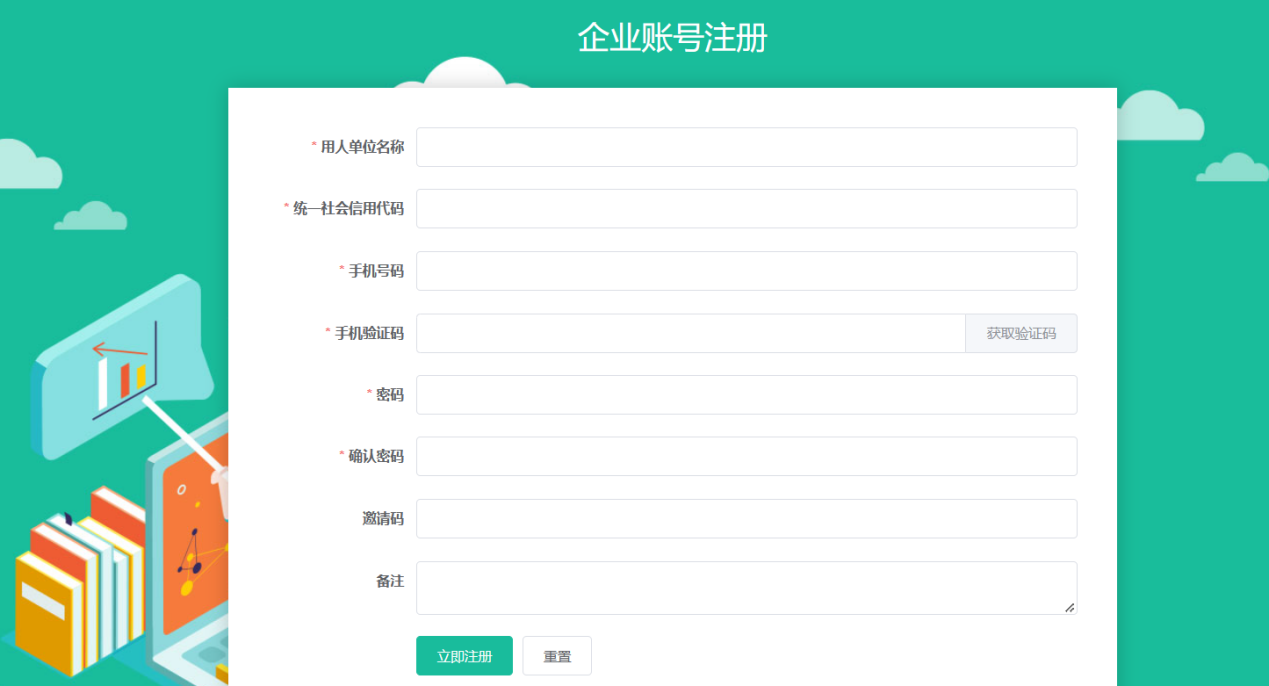 企业账号注册
* 用人单位名称
* 统一社会信用代码
* 手机号码
* 手机验证码
获取验证码
* 密码
* 确认密码
邀请码
备注
立即注册
重置